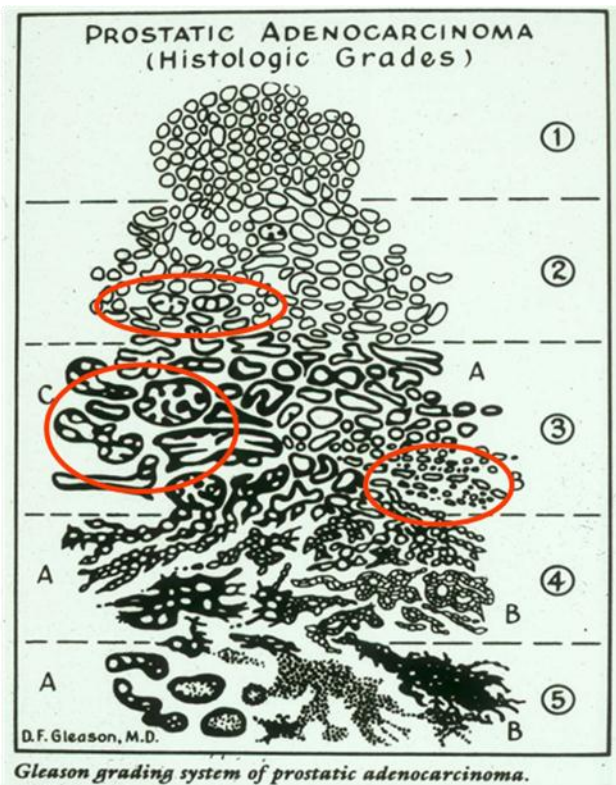 PROSTATIC ADENOCARCINOMA
(Histologic Grades)
①
②
A
C
③
B
A
④
B
A
⑤
B
D.F. Gleason, M.D.
Gleason grading system of prostatic adenocarcinoma.